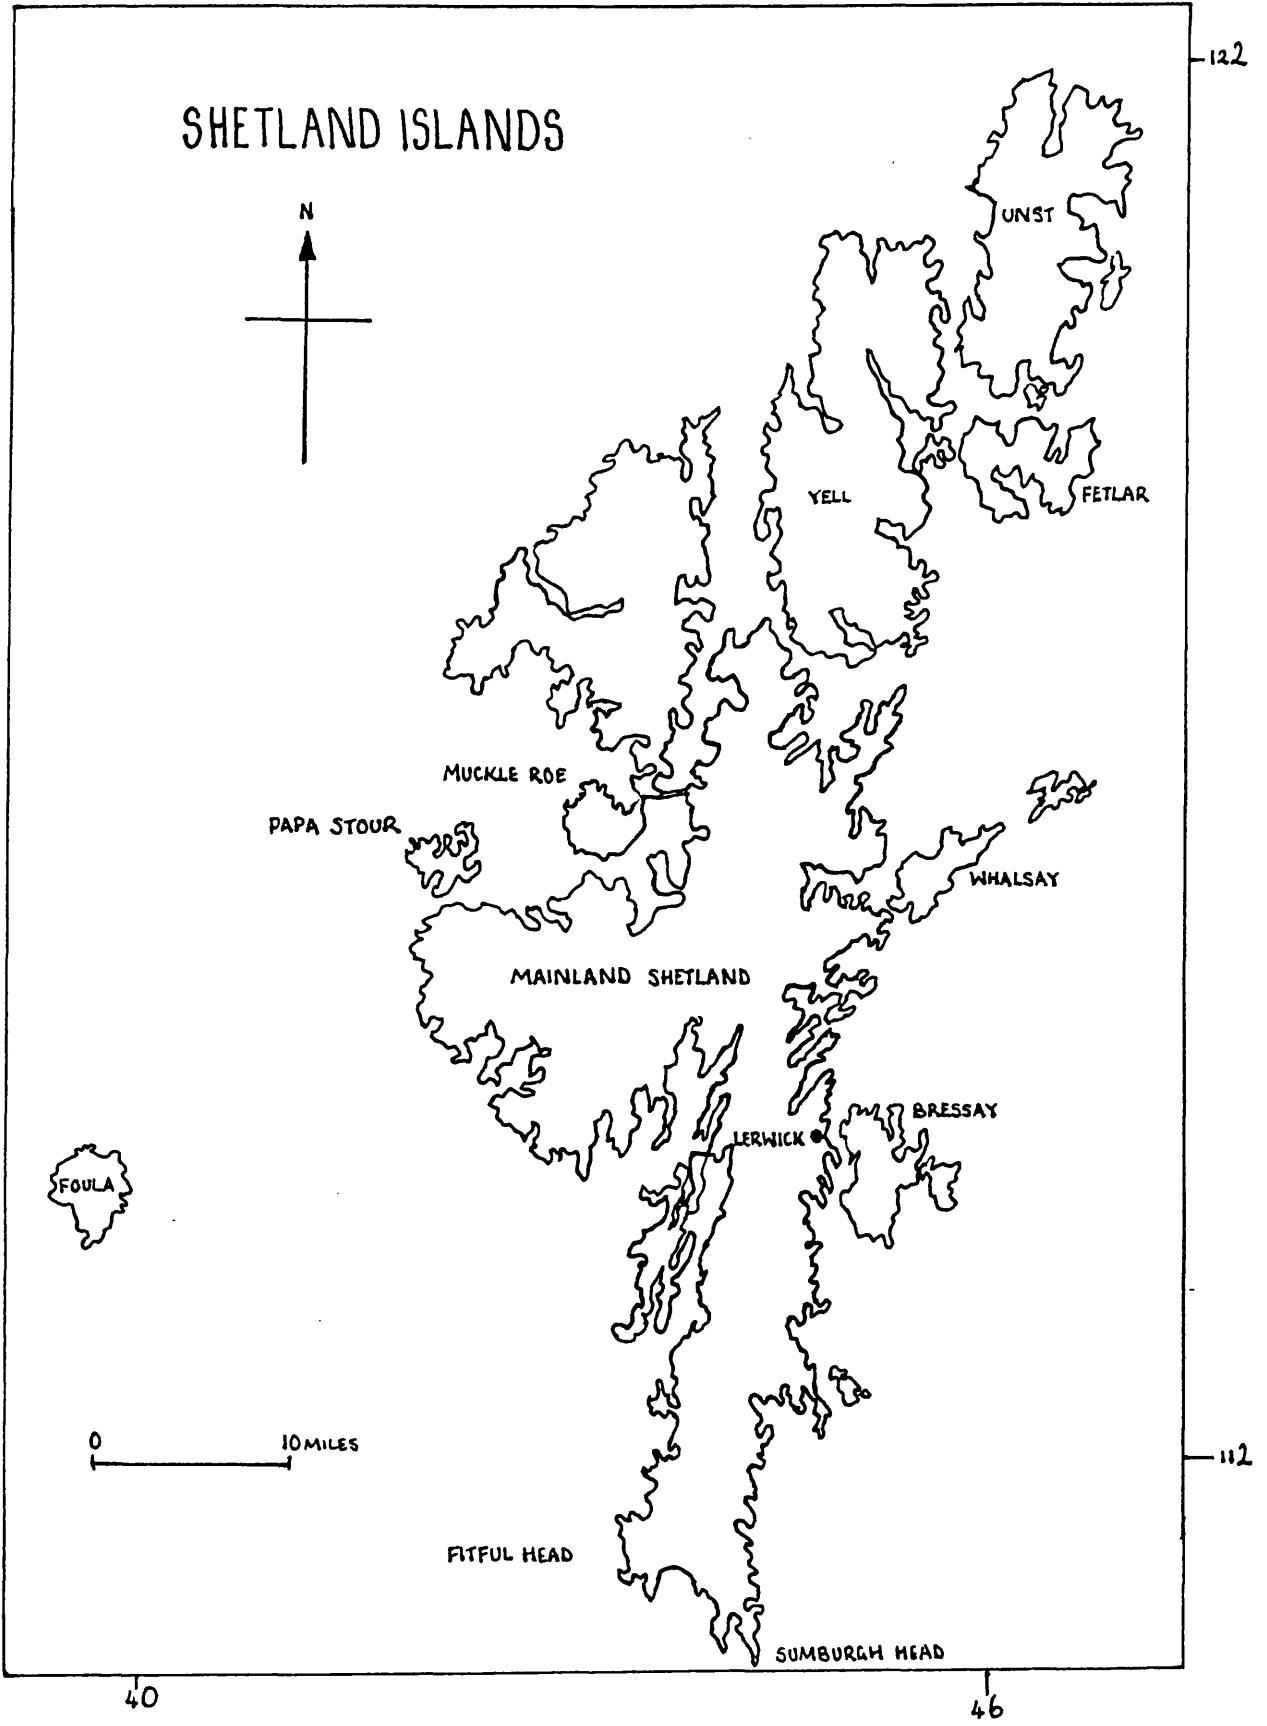 122
SHETLAND ISLANDS
N
UNST
YELL
FETLAR
MUCKLE ROE
PAPA STOUR
WHALSAY
MAINLAND SHETLAND
BRESSAY
LERWICK
FOULA
0 10 MILES
112
FITFUL HEAD
SUMBURGH HEAD
40
46